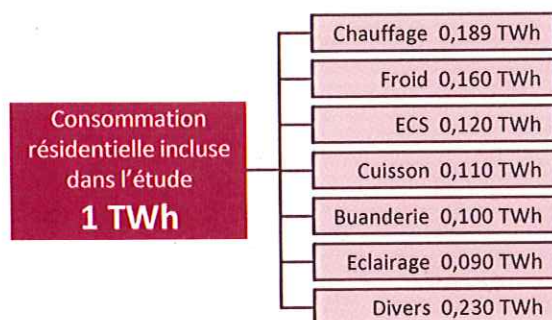 Consommation
résidentielle incluse
dans l'étude
1 TWh
Chauffage 0,189 TWh
Froid 0,160 TWh
ECS 0,120 TWh
Cuisson 0,110 TWh
Buanderie 0,100 TWh
Eclairage 0,090 TWh
Divers 0,230 TWh